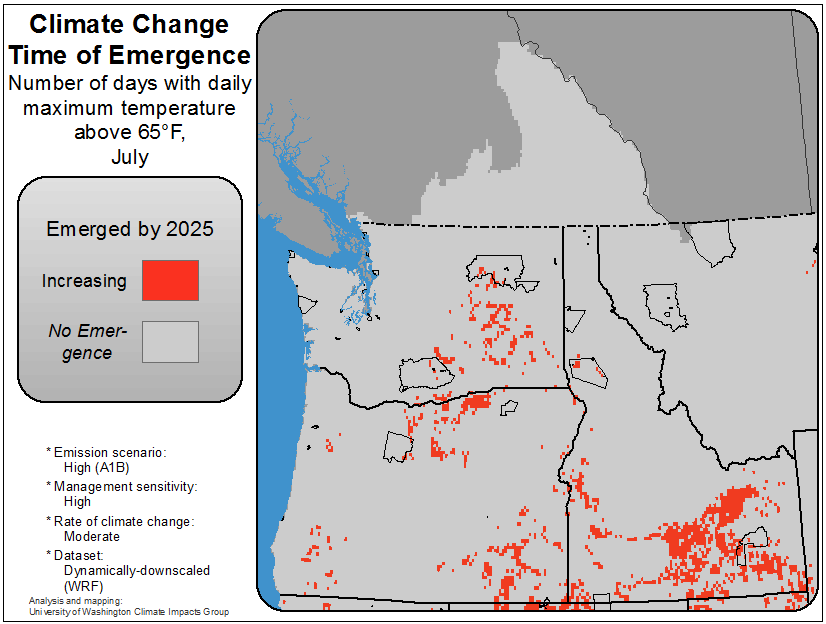 Climate Change
Time of Emergence
Number of days with daily
maximum temperature
above 65°F,
July
Emerged by 2025
Increasing
No Emer-
gence
* Emission scenario:
High (A1B)
* Management sensitivity:
High
* Rate of climate change:
Moderate
* Dataset:
Dynamically-downscaled
(WRF)
Analysis and mapping:
University of Washington Climate Impacts Group